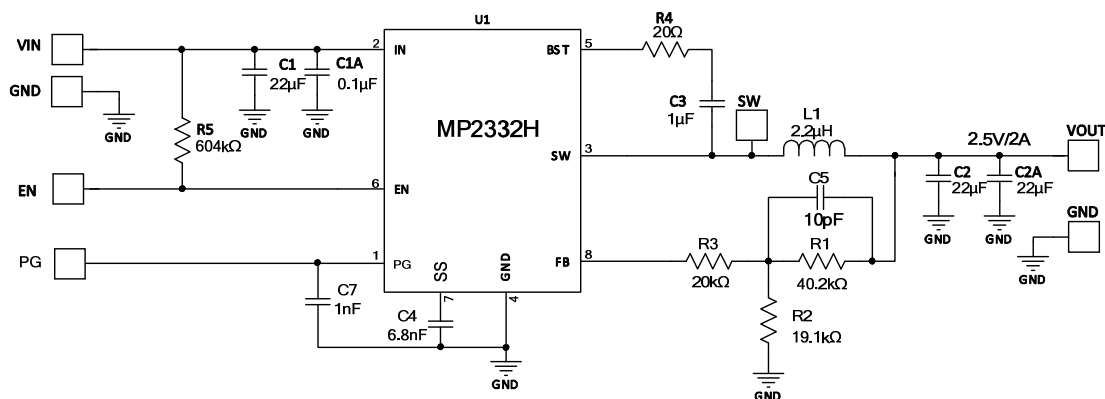 U1
VIN
GND
GND
R5
604kΩ
C1
22µF
GND
C1A
0.1µF
GND
EN
PG
C7
1nF
C4
6.8nF
2
IN
6
EN
1
PG
SS
7
GND
4
GND
MP2332H
BST
5
SW
3
FB
8
R4
20Ω
C3
1µF
SW
L1
2.2µH
2.5V/2A
VOUT
C5
10pF
C2
22µF
GND
C2A
22µF
GND
GND
GND
R3
20kΩ
R1
40.2kΩ
R2
19.1kΩ
GND